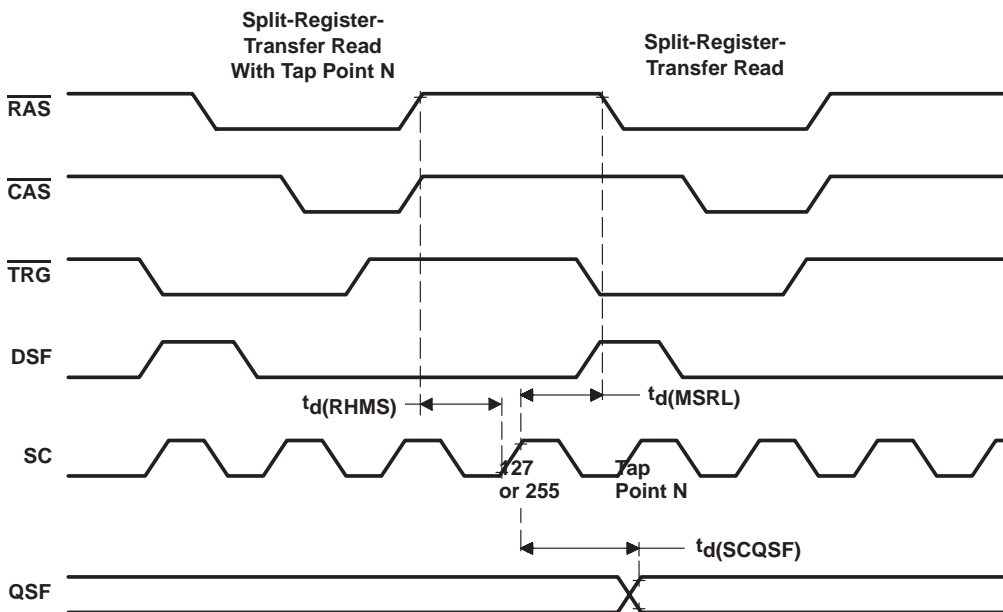 Split-Register-
Transfer Read
With Tap Point N
Split-Register-
Transfer Read
RAS
CAS
TRG
DSF
td(RHMS)
td(MSRL)
SC
127
or 255
Tap
Point N
td(SCQSF)
QSF